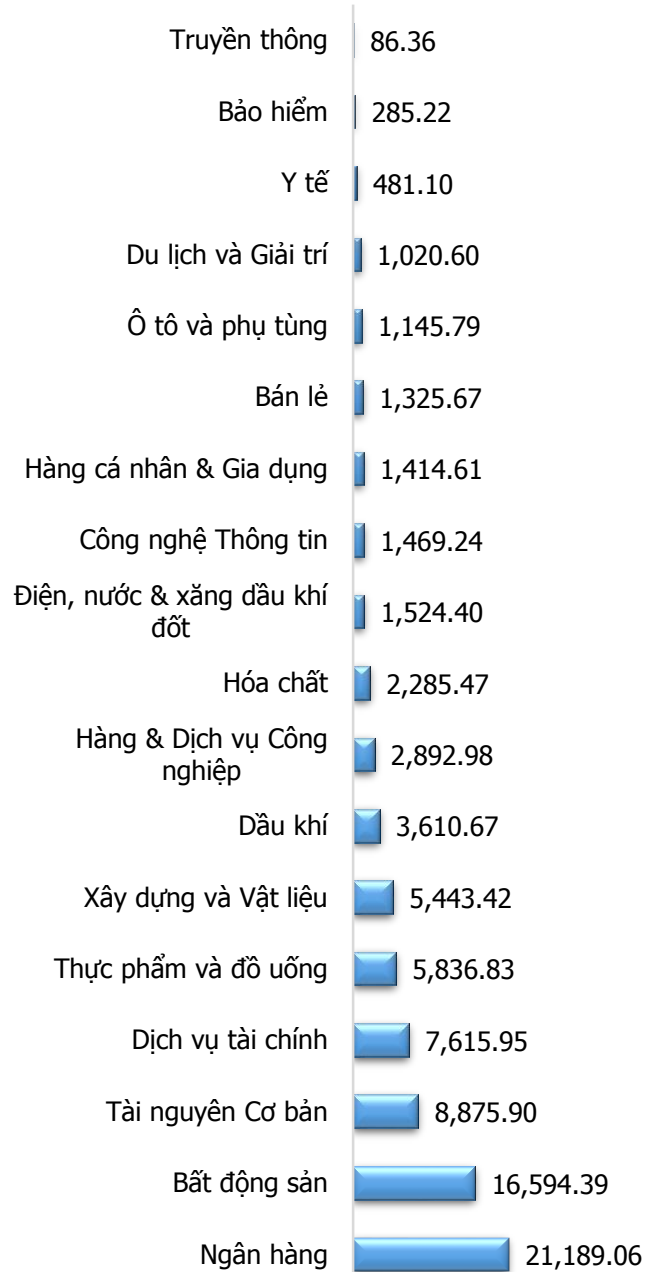 Truyền thông 86.36
Bảo hiểm 285.22
Y tế 481.10
Du lịch và Giải trí 1,020.60
Ô tô và phụ tùng 1,145.79
Bán lẻ 1,325.67
Hàng cá nhân & Gia dụng 1,414.61
Công nghệ Thông tin 1,469.24
Điện, nước & xăng dầu khí
đốt 1,524.40
Hóa chất 2,285.47
Hàng & Dịch vụ Công
nghiệp 2,892.98
Dầu khí 3,610.67
Xây dựng và Vật liệu 5,443.42
Thực phẩm và đồ uống 5,836.83
Dịch vụ tài chính 7,615.95
Tài nguyên Cơ bản 8,875.90
Bất động sản 16,594.39
Ngân hàng 21,189.06